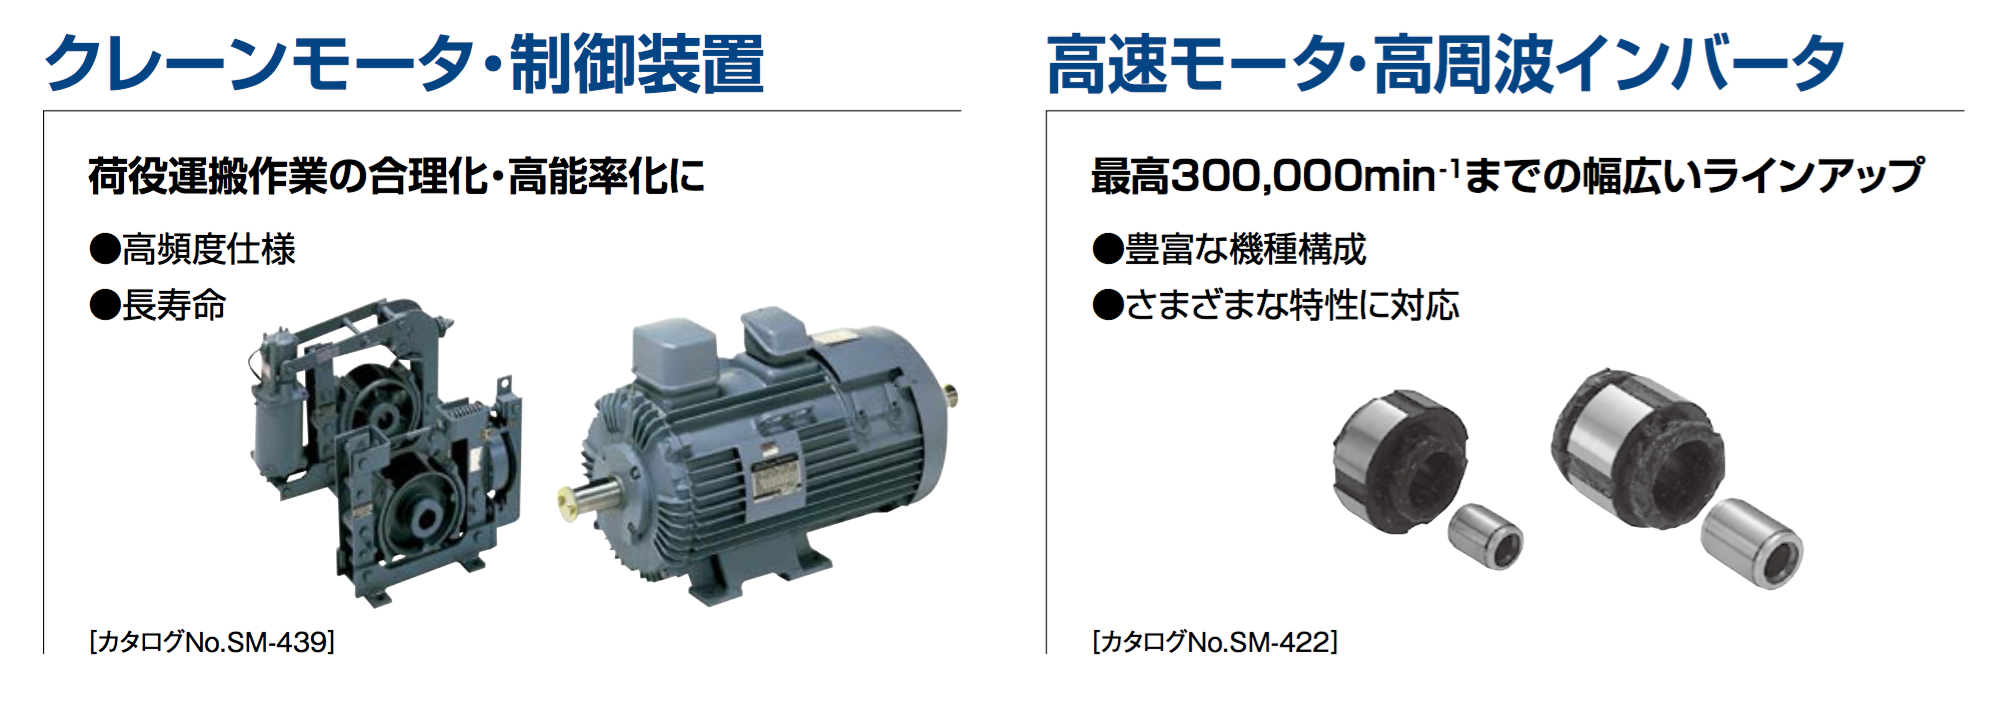 クレーンモータ・制御装置
荷役運搬作業の合理化・高能率化に
●高頻度仕様
●長寿命
[カタログNo.SM-439]
高速モータ・高周波インバータ
最高300,000min⁻¹までの幅広いラインアップ
●豊富な機種構成
●さまざまな特性に対応
[カタログNo.SM-422]